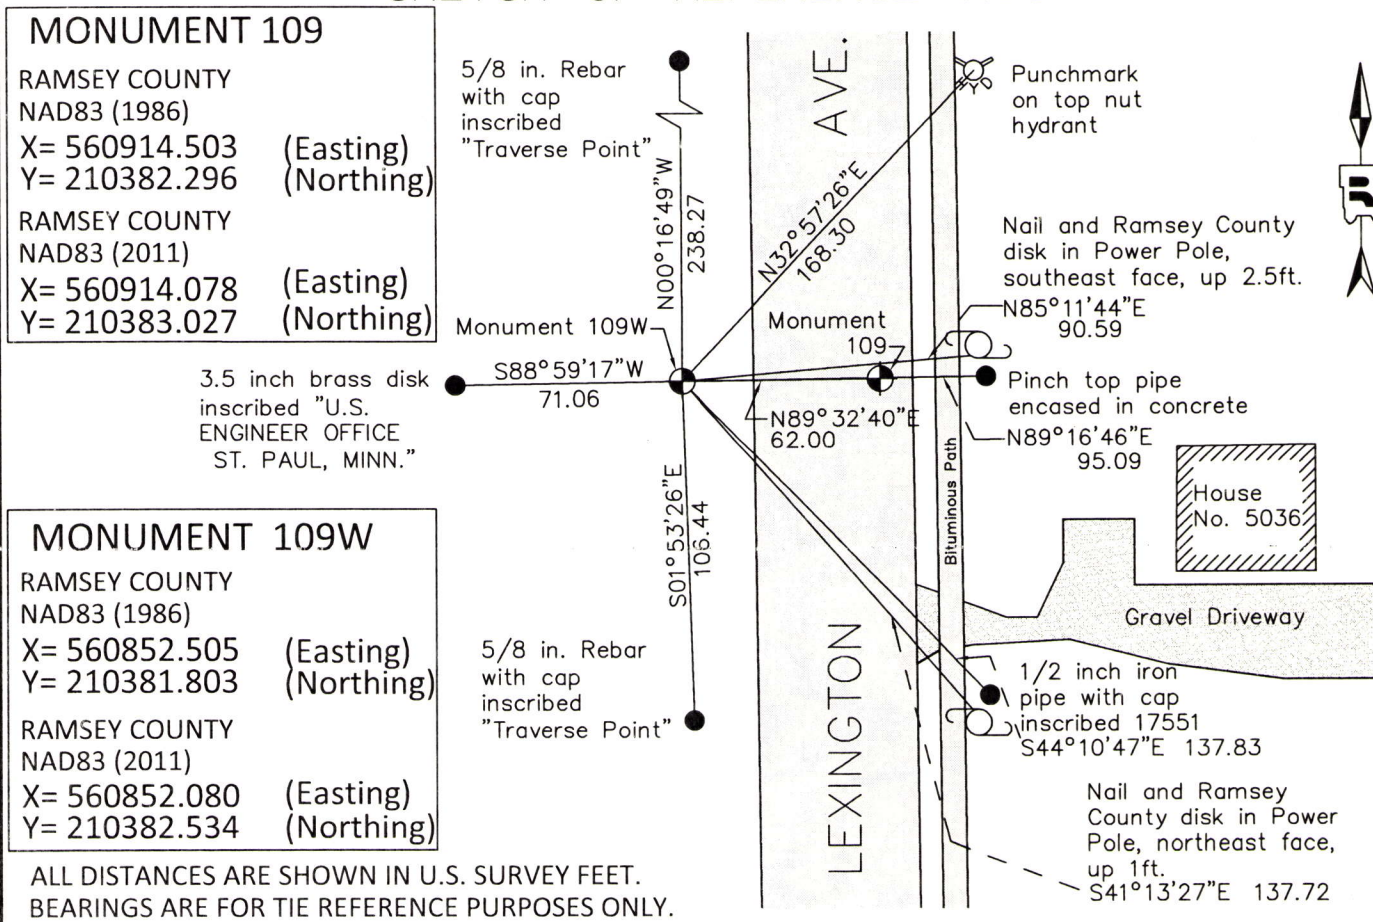 MONUMENT 109
RAMSEY COUNTY
NAD83 (1986)
X= 560914.503 (Easting)
Y= 210382.296 (Northing)
RAMSEY COUNTY
NAD83 (2011)
X= 560914.078 (Easting)
Y= 210383.027 (Northing)
5/8 in. Rebar
with cap
inscribed
"Traverse Point"
N00°16'49"W
238.27
AVE.
N32°57'26"E
168.30
Punchmark
on top nut
hydrant
Nail and Ramsey County
disk in Power Pole,
southeast face, up 2.5ft.
N85°11'44"E
90.59
Monument 109W
Monument
109
S88°59'17"W
71.06
3.5 inch brass disk
inscribed "U.S.
ENGINEER OFFICE
ST. PAUL, MINN."
N89°32'40"E
62.00
Pinch top pipe
encased in concrete
N89°16'46"E
95.09
House
No. 5036
Bituminous Path
S01°53'26"E
106.44
Gravel Driveway
MONUMENT 109W
RAMSEY COUNTY
NAD83 (1986)
X= 560852.505 (Easting)
Y= 210381.803 (Northing)
RAMSEY COUNTY
NAD83 (2011)
X= 560852.080 (Easting)
Y= 210382.534 (Northing)
5/8 in. Rebar
with cap
inscribed
"Traverse Point"
LEXINGTON
1/2 inch iron
pipe with cap
inscribed 17551
S44°10'47"E 137.83
Nail and Ramsey
County disk in Power
Pole, northeast face,
up 1ft.
S41°13'27"E 137.72
ALL DISTANCES ARE SHOWN IN U.S. SURVEY FEET.
BEARINGS ARE FOR TIE REFERENCE PURPOSES ONLY.